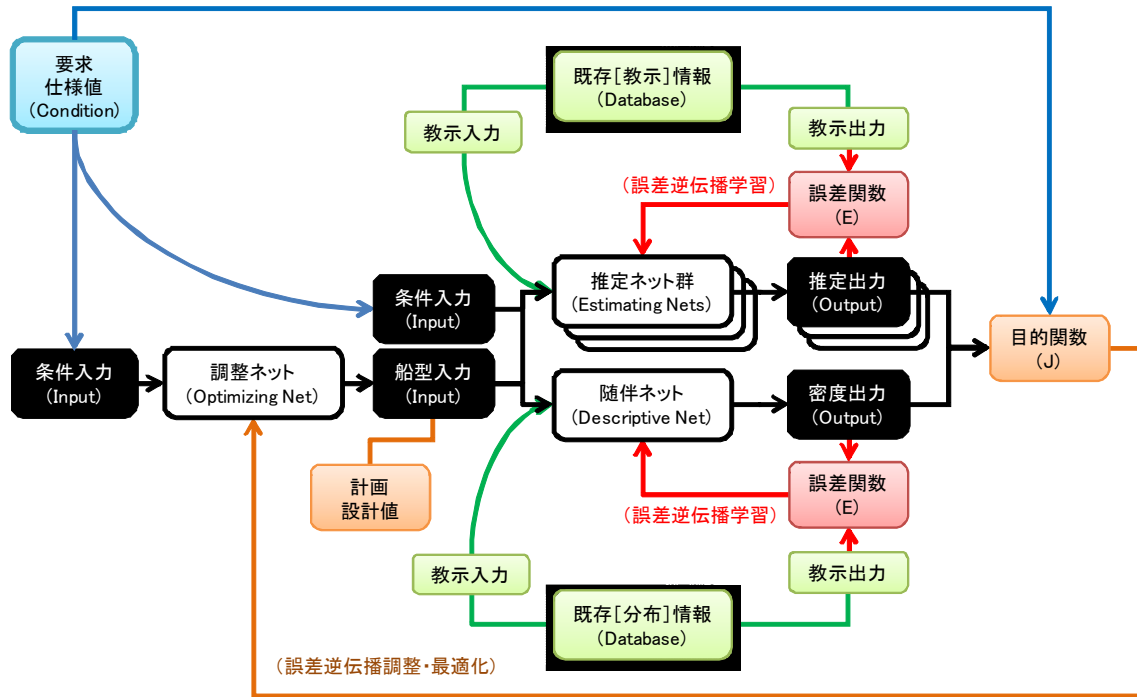 要求
仕様値
(Condition)
既存[教示]情報
(Database)
教示入力
教示出力
(誤差逆伝播学習)
誤差関数
(E)
条件入力
(Input)
推定ネット群
(Estimating Nets)
推定出力
(Output)
条件入力
(Input)
調整ネット
(Optimizing Net)
船型入力
(Input)
目的関数
(J)
随伴ネット
(Descriptive Net)
密度出力
(Output)
計画
設計値
(誤差逆伝播学習)
誤差関数
(E)
教示入力
教示出力
既存[分布]情報
(Database)
(誤差逆伝播調整・最適化)